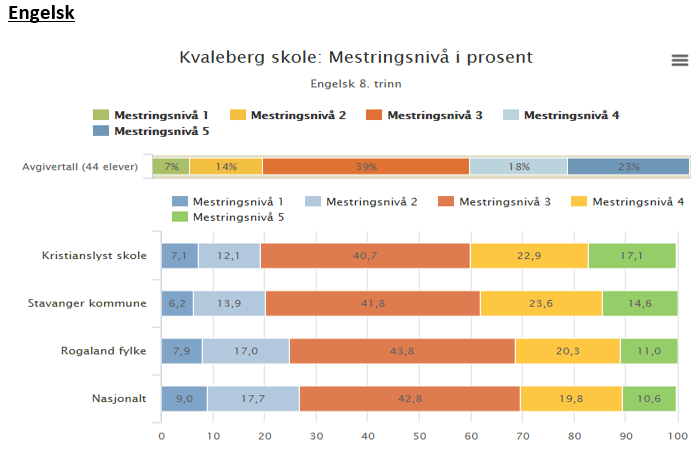 Engelsk
Kvaleberg skole: Mestringsnivå i prosent
Engelsk 8. trinn
Mestringsnivå 1 Mestringsnivå 2 Mestringsnivå 3 Mestringsnivå 4
Mestringsnivå 5
Avgivertall (44 elever) 7% 14% 39% 18% 23%
Mestringsnivå 1 Mestringsnivå 2 Mestringsnivå 3 Mestringsnivå 4
Mestringsnivå 5
Kristianslyst skole 7,1 12,1 40,7 22,9 17,1
Stavanger kommune 6,2 13,9 41,8 23,6 14,6
Rogaland fylke 7,9 17,0 43,8 20,3 11,0
Nasjonalt 9,0 17,7 42,8 19,8 10,6
0 10 20 30 40 50 60 70 80 90 100